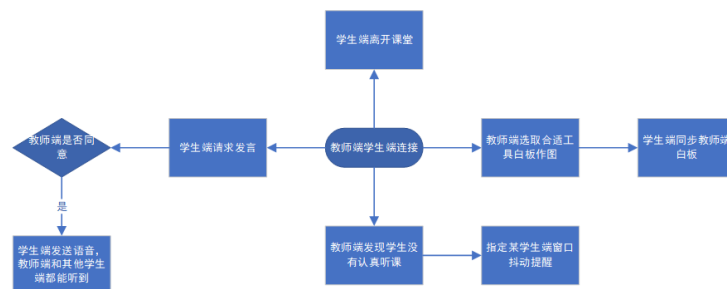 学生端离开课堂
教师端是否同
意
学生端请求发言
教师端学生端连接
教师端选取合适工
具白板作图
学生端同步教师端
白板
是
学生端发送语音，
教师端和其他学生
端都能听到
教师端发现学生没
有认真听课
指定某学生端窗口
抖动提醒